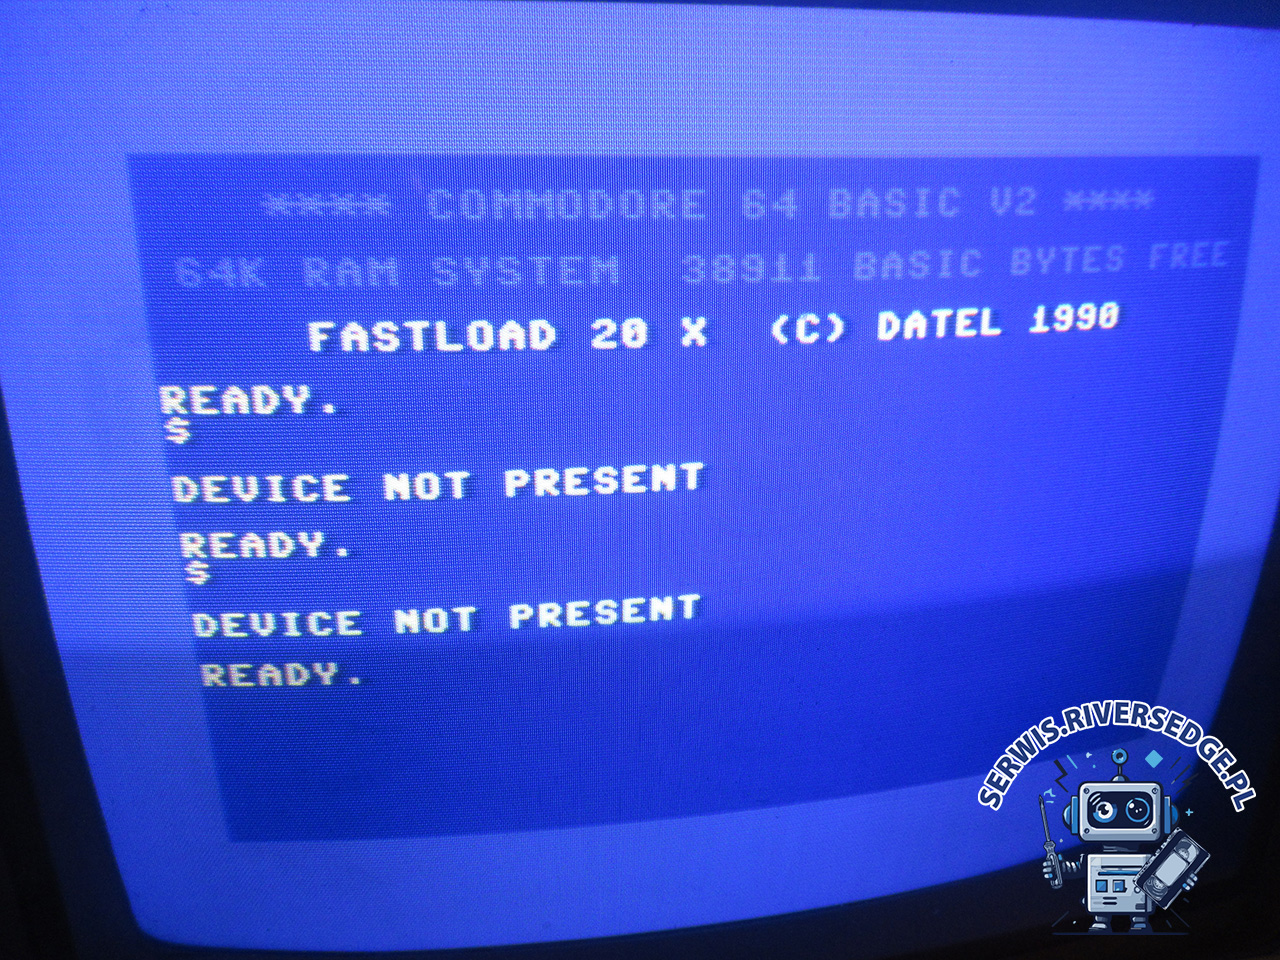 **** COMMODORE 64 BASIC V2 ****
64K RAM SYSTEM  38911 BASIC BYTES FREE
FASTLOAD 20 X  (C) DATEL 1990
READY.
$
DEVICE NOT PRESENT
READY.
$
DEVICE NOT PRESENT
READY.
SERWIS.RIVERSEDGE.PL